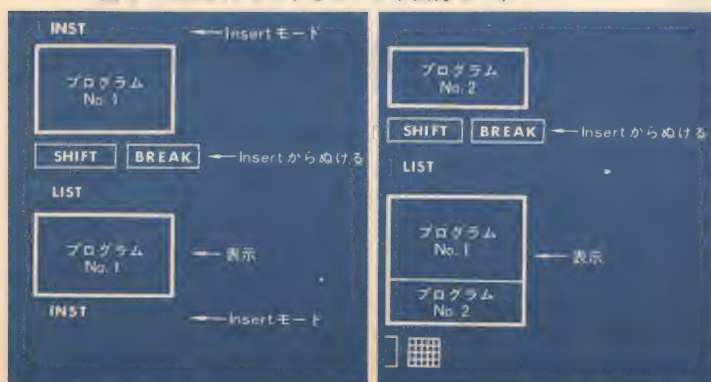 INST ←Insertモード
プログラム
No. 1
SHIFT BREAK ←Insertからぬける
LIST
プログラム
No. 1
←表示
INST ←Insertモード
プログラム
No. 2
SHIFT BREAK ←Insertからぬける
] LIST
プログラム
No. 1
←表示
プログラム
No. 2
]